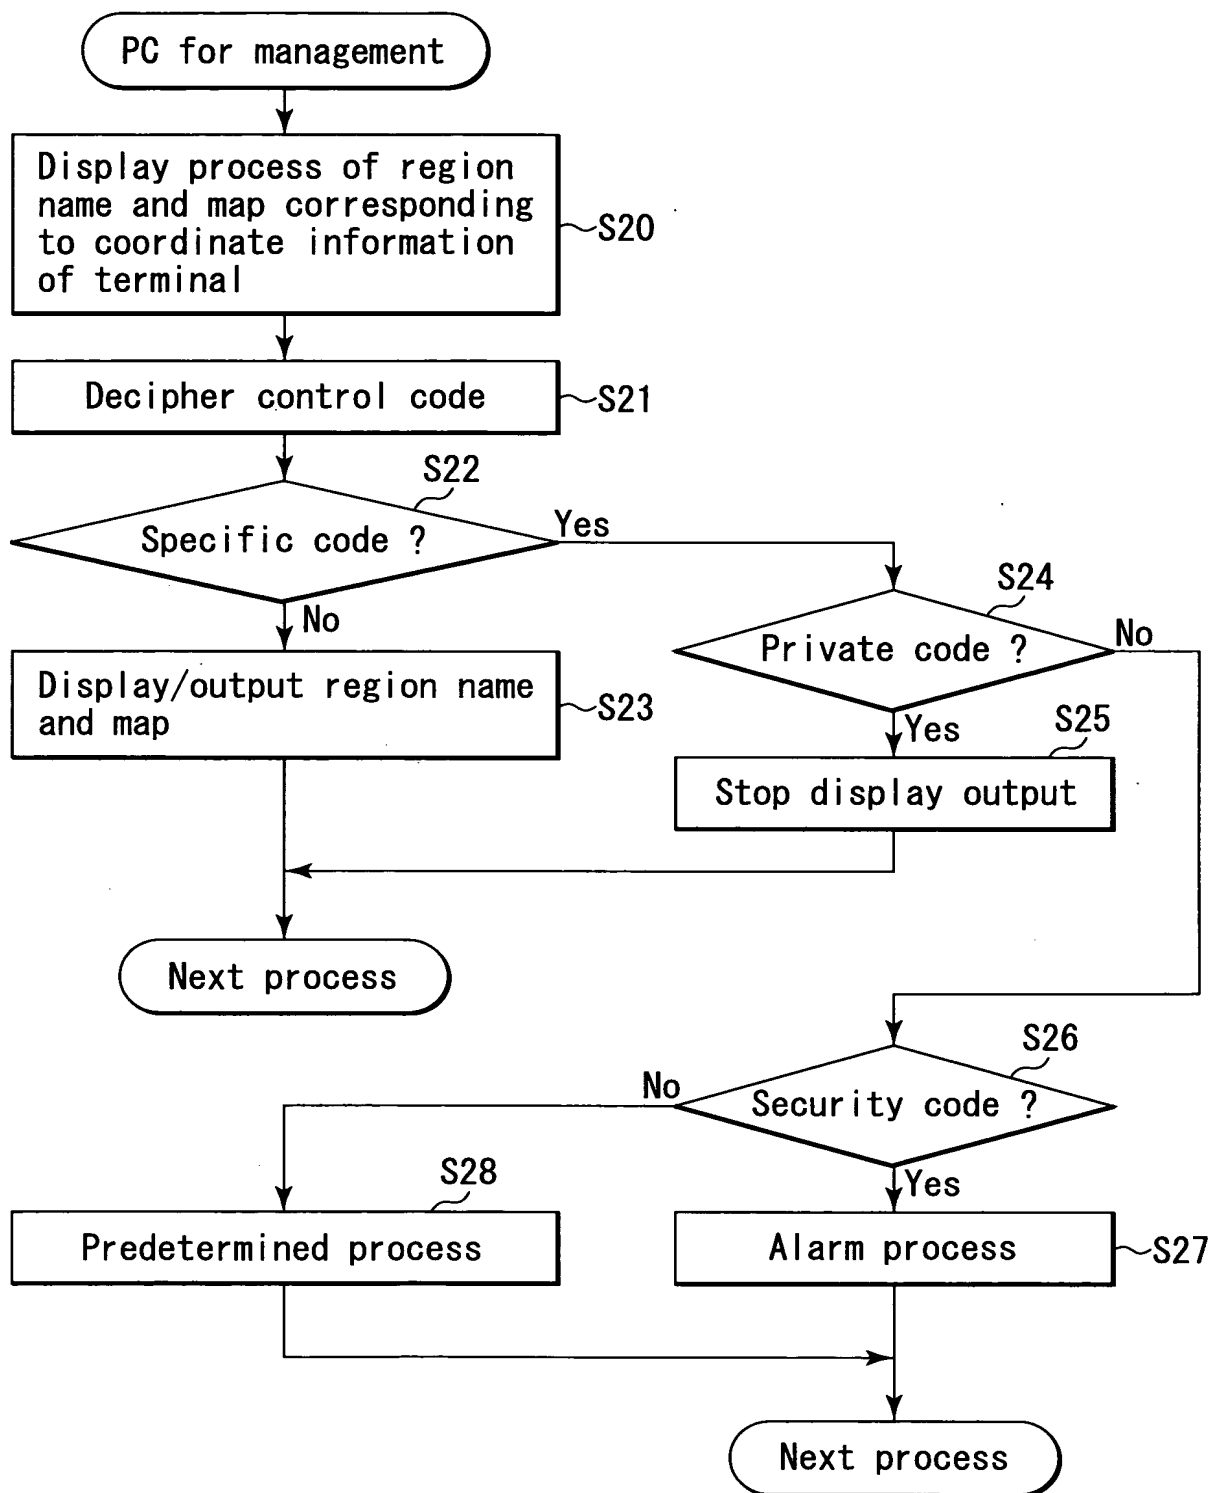 PC for management
Display process of region
name and map corresponding
to coordinate information
of terminal
S20
Decipher control code
S21
S22
Specific code ?
Yes
No
S24
Private code ?
No
Display/output region name
and map
S23
Yes
S25
Stop display output
Next process
S26
Security code ?
No
Yes
S28
Predetermined process
Alarm process
S27
Next process